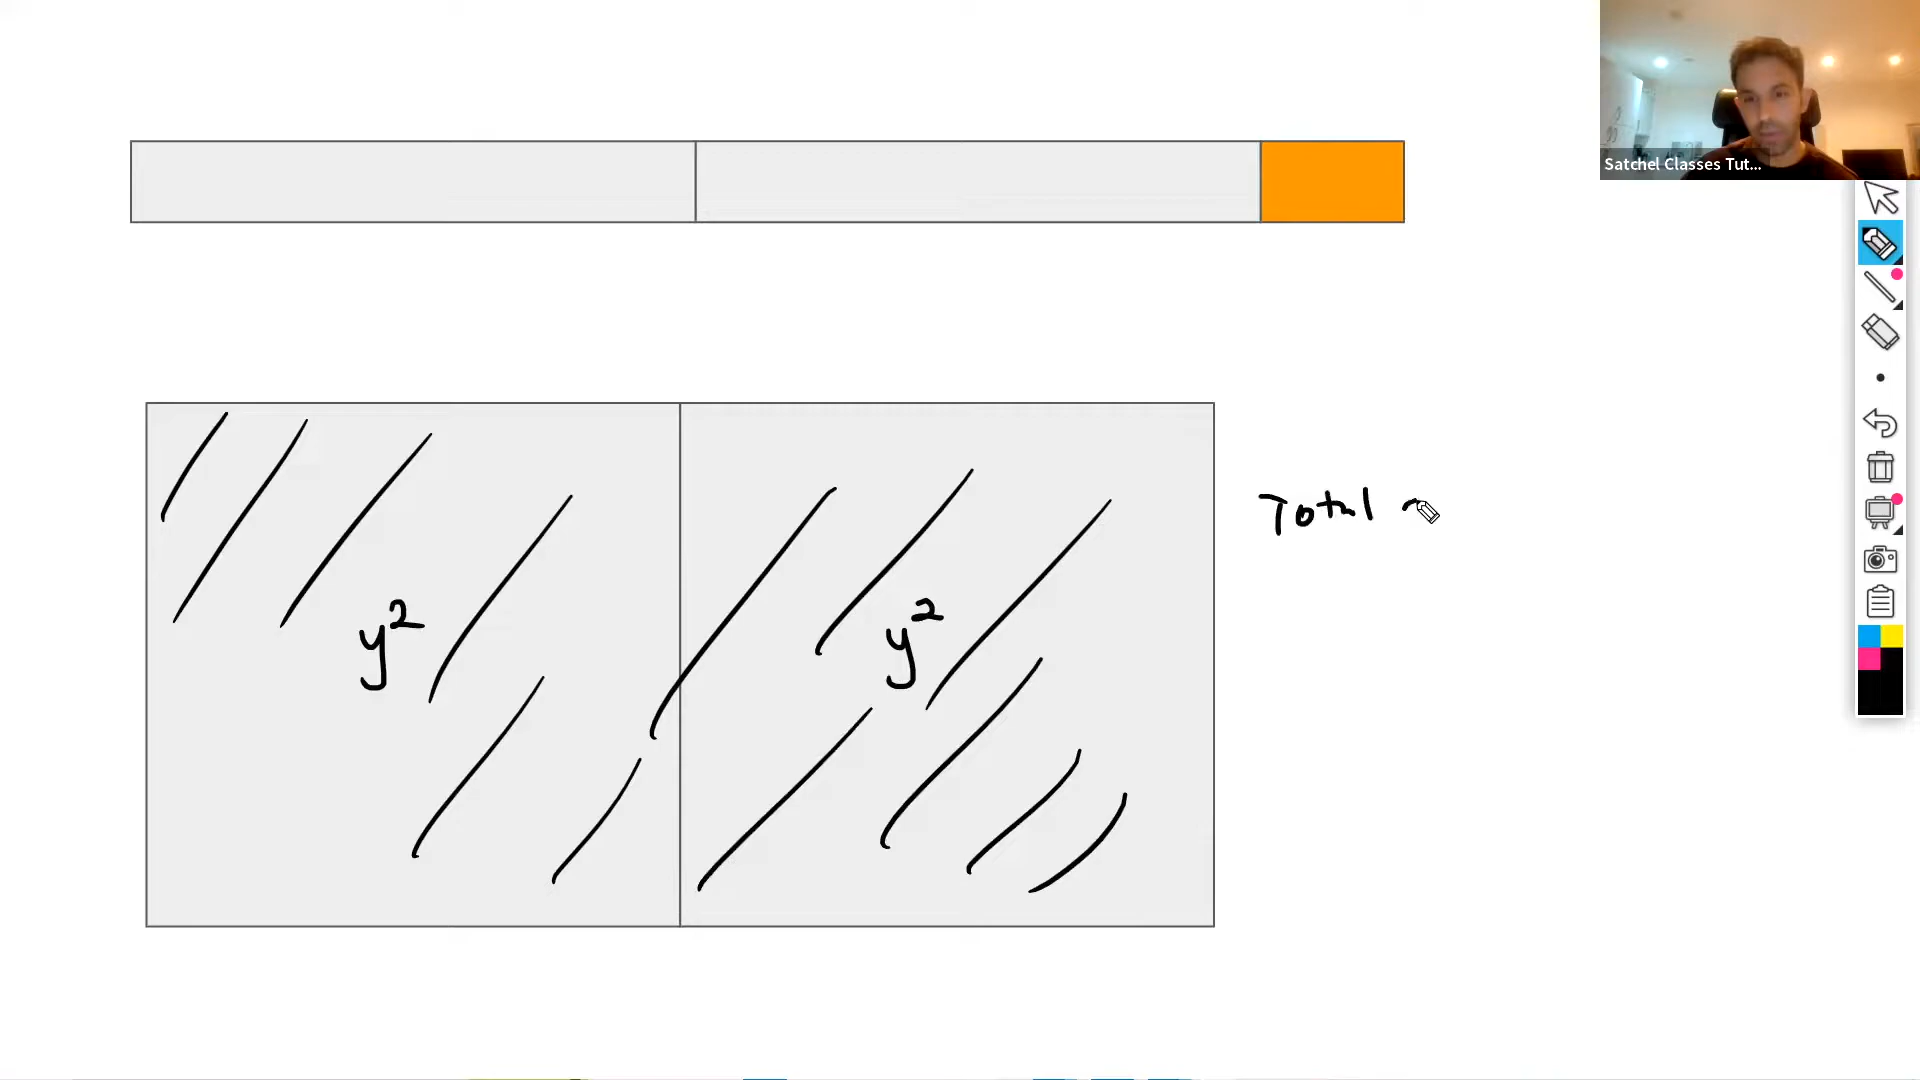 Satchel Classes Tut...
Total
y² y²